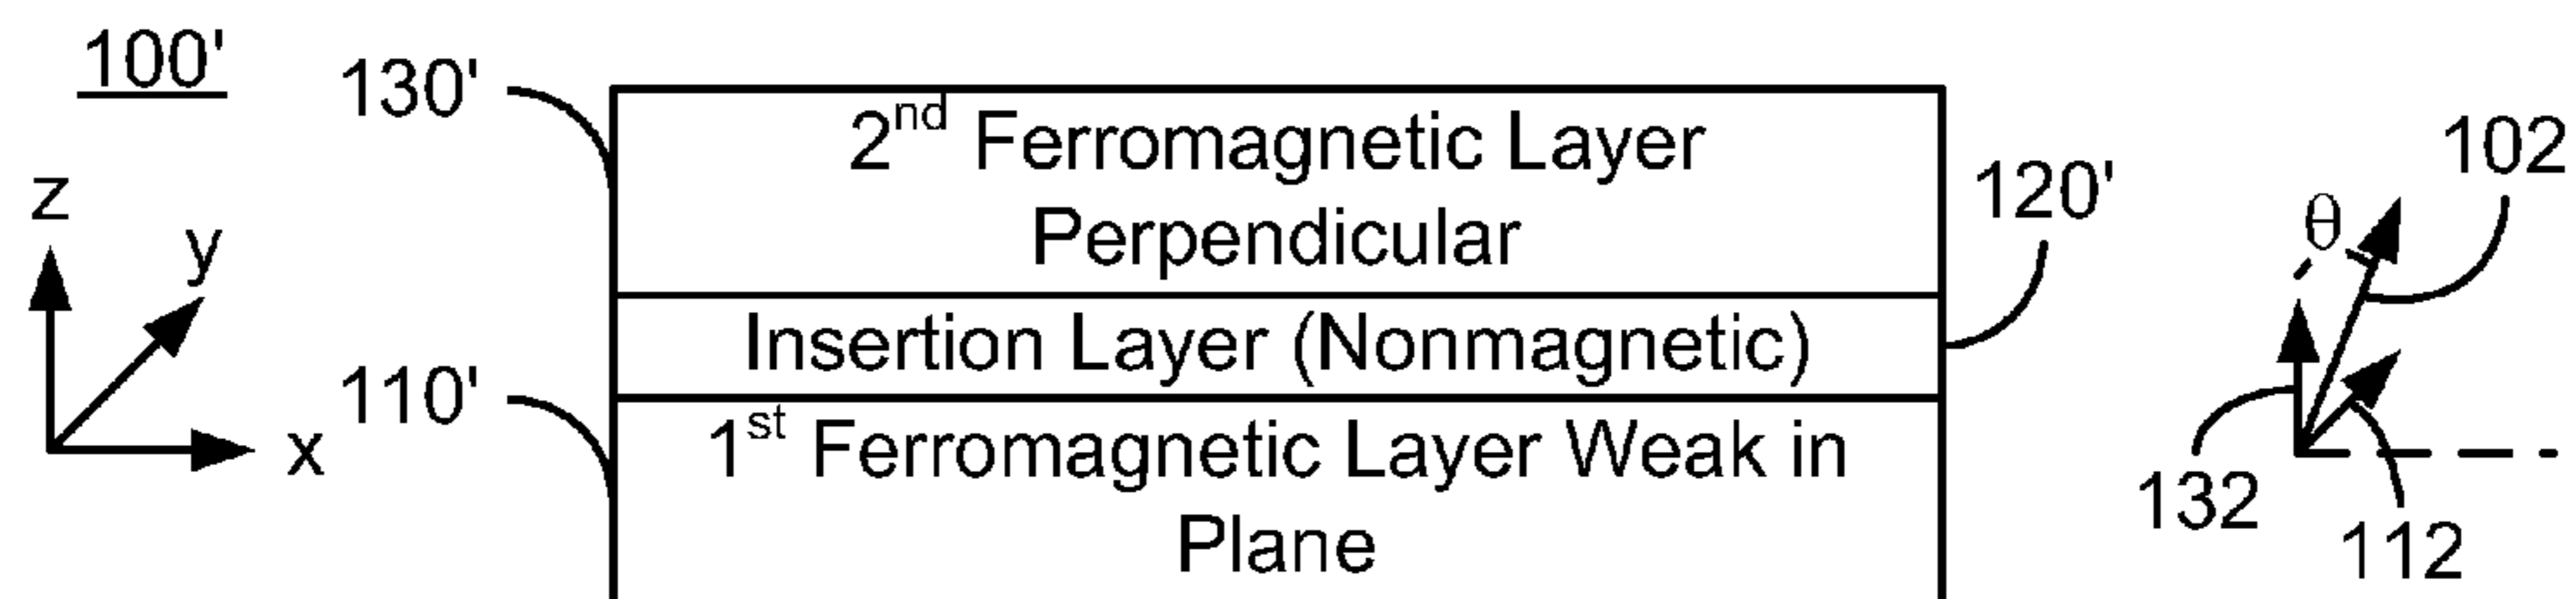 100'
130'
2nd Ferromagnetic Layer
Perpendicular
102
120'
θ
z
y
Insertion Layer (Nonmagnetic)
110'
x
1st Ferromagnetic Layer Weak in
Plane
132
112